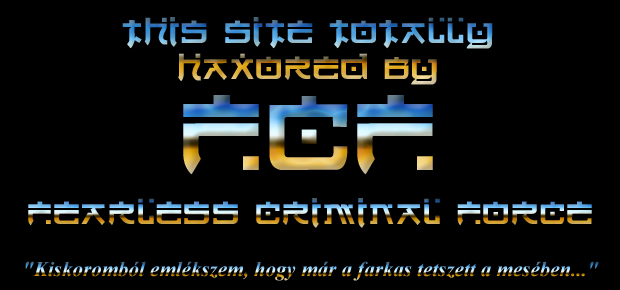 THIS SITE TOTALLY
HAXORED BY
F.C.F.
FEARLESS CRIMINAL FORCE
"Kiskoromból emlékszem, hogy már a farkas tetszett a mesében..."